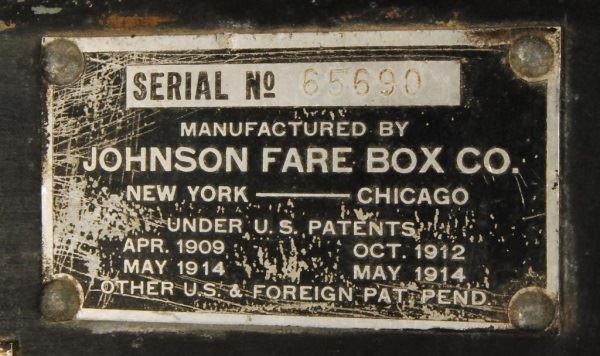 SERIAL Nº 65690
MANUFACTURED BY
JOHNSON FARE BOX CO.
NEW YORK — CHICAGO
UNDER U.S. PATENTS
APR. 1909 OCT. 1912
MAY 1914 MAY 1914
OTHER U.S. & FOREIGN PAT. PEND.